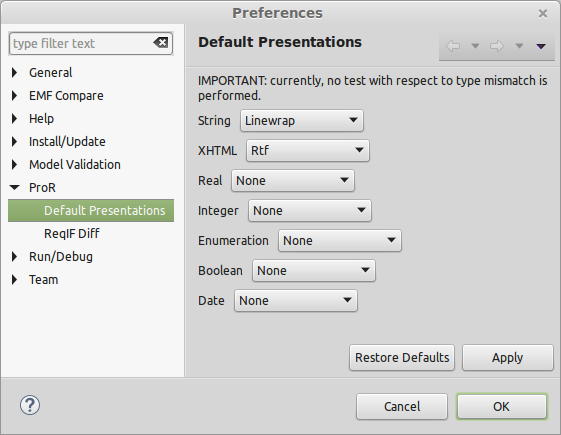 Preferences
type filter text
General
EMF Compare
Help
Install/Update
Model Validation
ProR
Default Presentations
ReqIF Diff
Run/Debug
Team
Default Presentations
IMPORTANT: currently, no test with respect to type mismatch is
performed.
String Linewrap
XHTML Rtf
Real None
Integer None
Enumeration None
Boolean None
Date None
Restore Defaults Apply
? Cancel OK